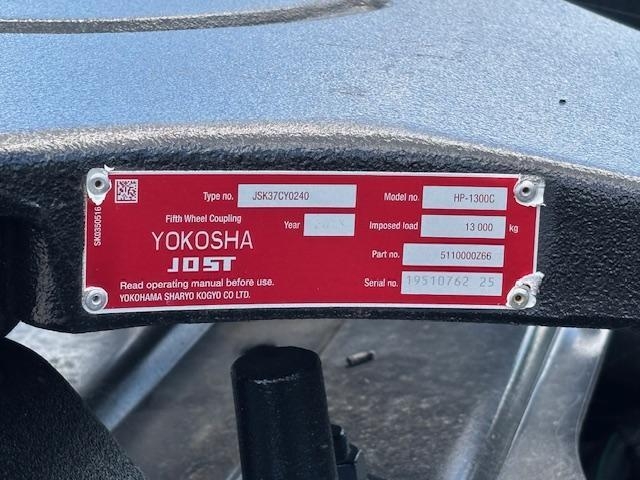 SK0350516
Type no. JSK37CY0240
Model no. HP-1300C
Fifth Wheel Coupling
Year
Imposed load 13 000 kg
YOKOSHA
JOST
Part no. 5110000Z66
Read operating manual before use.
YOKOHAMA SHARYO KOGYO CO LTD.
Serial no. 19510762 25